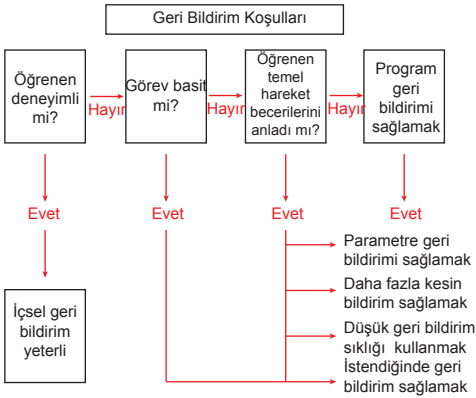 Geri Bildirim Koşulları
Öğrenen
deneyimli
mi?
Hayır
Görev basit
mi?
Hayır
Öğrenen
temel
hareket
becerilerini
anladı mı?
Hayır
Program
geri
bildirimi
sağlamak
Evet
Evet
Evet
Evet
İçsel geri
bildirim
yeterli
Parametre geri
bildirimi sağlamak
Daha fazla kesin
bildirim sağlamak
Düşük geri bildirim
sıklığı kullanmak
İstendiğinde geri
bildirim sağlamak